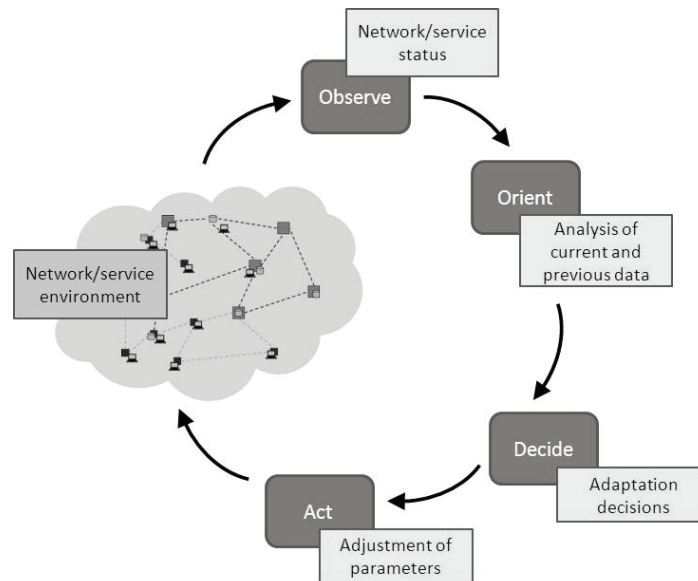 Network/service
status
Observe
Orient
Analysis of
current and
previous data
Network/service
environment
Decide
Adaptation
decisions
Act
Adjustment of
parameters